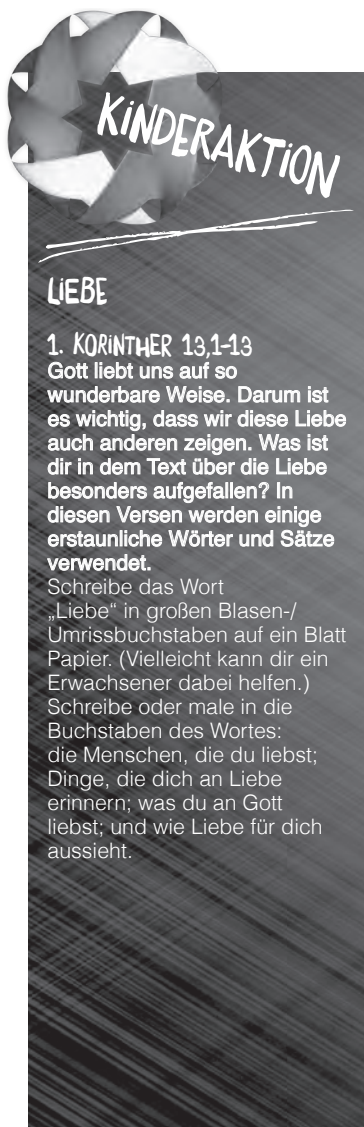 KINDERAKTION
LIEBE
1. KORINTHER 13,1-13
Gott liebt uns auf so
wunderbare Weise. Darum ist
es wichtig, dass wir diese Liebe
auch anderen zeigen. Was ist
dir in dem Text über die Liebe
besonders aufgefallen? In
diesen Versen werden einige
erstaunliche Wörter und Sätze
verwendet.
Schreibe das Wort
„Liebe“ in großen Blasen-/
Umrissbuchstaben auf ein Blatt
Papier. (Vielleicht kann dir ein
Erwachsener dabei helfen.)
Schreibe oder male in die
Buchstaben des Wortes:
die Menschen, die du liebst;
Dinge, die dich an Liebe
erinnern; was du an Gott
liebst; und wie Liebe für dich
aussieht.